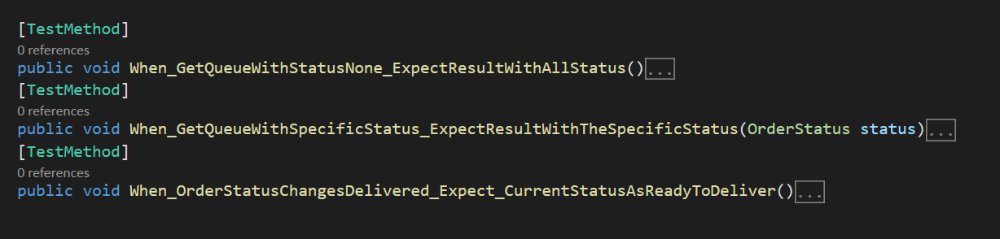 [TestMethod]
0 references
public void When_GetQueueWithStatusNone_ExpectResultWithAllStatus()...
[TestMethod]
0 references
public void When_GetQueueWithSpecificStatus_ExpectResultWithTheSpecificStatus(OrderStatus status)...
[TestMethod]
0 references
public void When_OrderStatusChangesDelivered_Expect_CurrentStatusAsReadyToDeliver()...